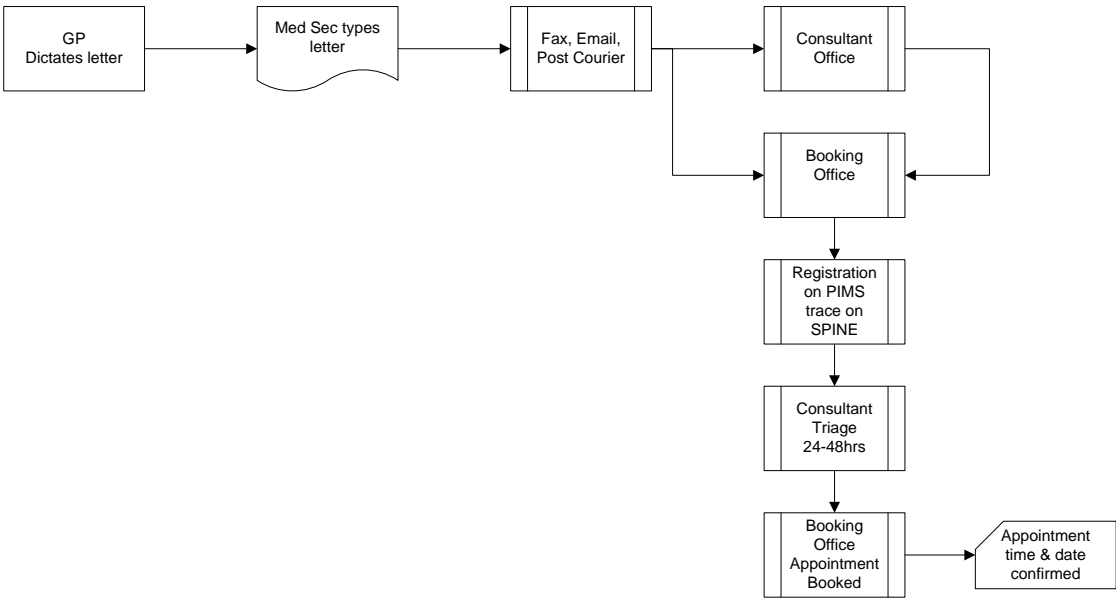 GP
Dictates letter
Med Sec types
letter
Fax, Email,
Post Courier
Consultant
Office
Booking
Office
Registration
on PIMS
trace on
SPINE
Consultant
Triage
24-48hrs
Booking
Office
Appointment
Booked
Appointment
time & date
confirmed